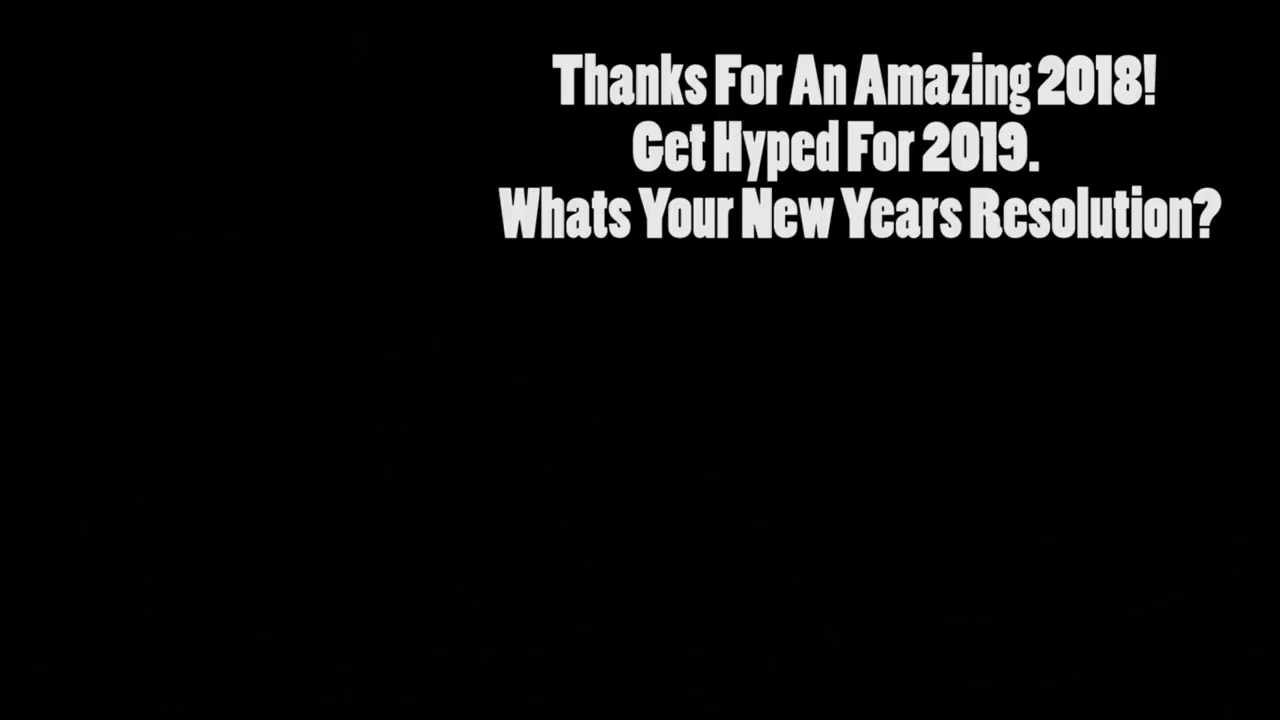 Thanks For An Amazing 2018!
Get Hyped For 2019.
Whats Your New Years Resolution?